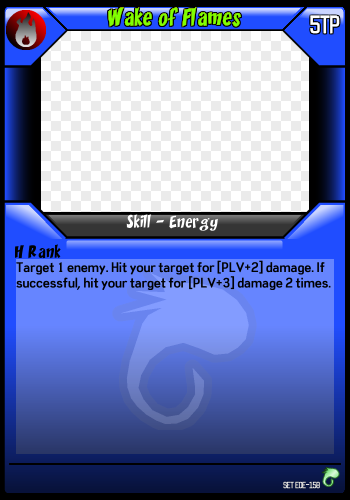 Wake of Flames
5TP
Skill - Energy
H Rank
Target 1 enemy. Hit your target for [PLV+2] damage. If
successful, hit your target for [PLV+3] damage 2 times.
SET EDE-158